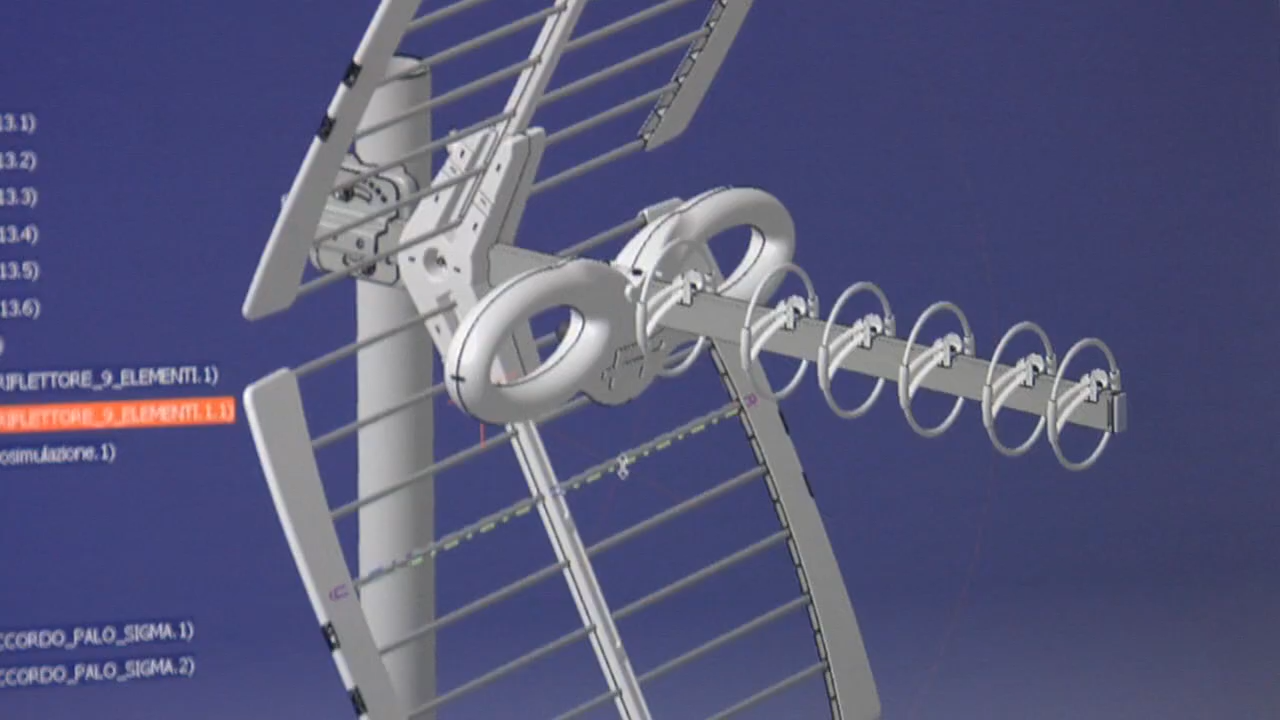 13.1)
13.2)
13.3)
13.4)
13.5)
13.6)
)
RIFLETTORE_9_ELEMENTI.1)
RIFLETTORE_9_ELEMENTI.1.1)
osimulazione.1)
CCORDO_PALO_SIGMA.1)
CCORDO_PALO_SIGMA.2)